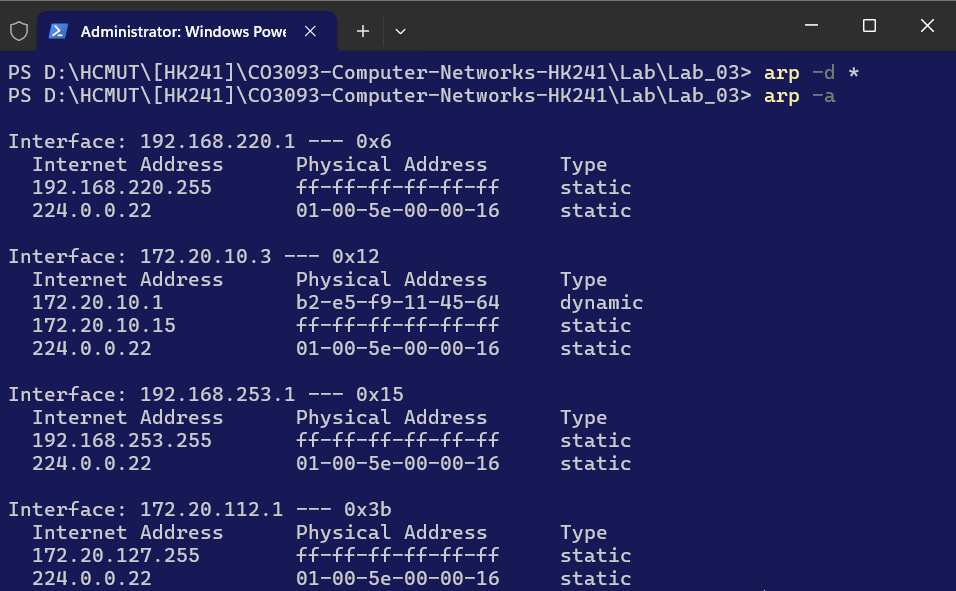 Administrator: Windows Powe
PS D:\HCMUT\[HK241]\CO3093-Computer-Networks-HK241\Lab\Lab_03> arp -d *
PS D:\HCMUT\[HK241]\CO3093-Computer-Networks-HK241\Lab\Lab_03> arp -a
Interface: 192.168.220.1 --- 0x6
  Internet Address      Physical Address      Type
  192.168.220.255       ff-ff-ff-ff-ff-ff     static
  224.0.0.22            01-00-5e-00-00-16     static
Interface: 172.20.10.3 --- 0x12
  Internet Address      Physical Address      Type
  172.20.10.1           b2-e5-f9-11-45-64     dynamic
  172.20.10.15          ff-ff-ff-ff-ff-ff     static
  224.0.0.22            01-00-5e-00-00-16     static
Interface: 192.168.253.1 --- 0x15
  Internet Address      Physical Address      Type
  192.168.253.255       ff-ff-ff-ff-ff-ff     static
  224.0.0.22            01-00-5e-00-00-16     static
Interface: 172.20.112.1 --- 0x3b
  Internet Address      Physical Address      Type
  172.20.127.255        ff-ff-ff-ff-ff-ff     static
  224.0.0.22            01-00-5e-00-00-16     static